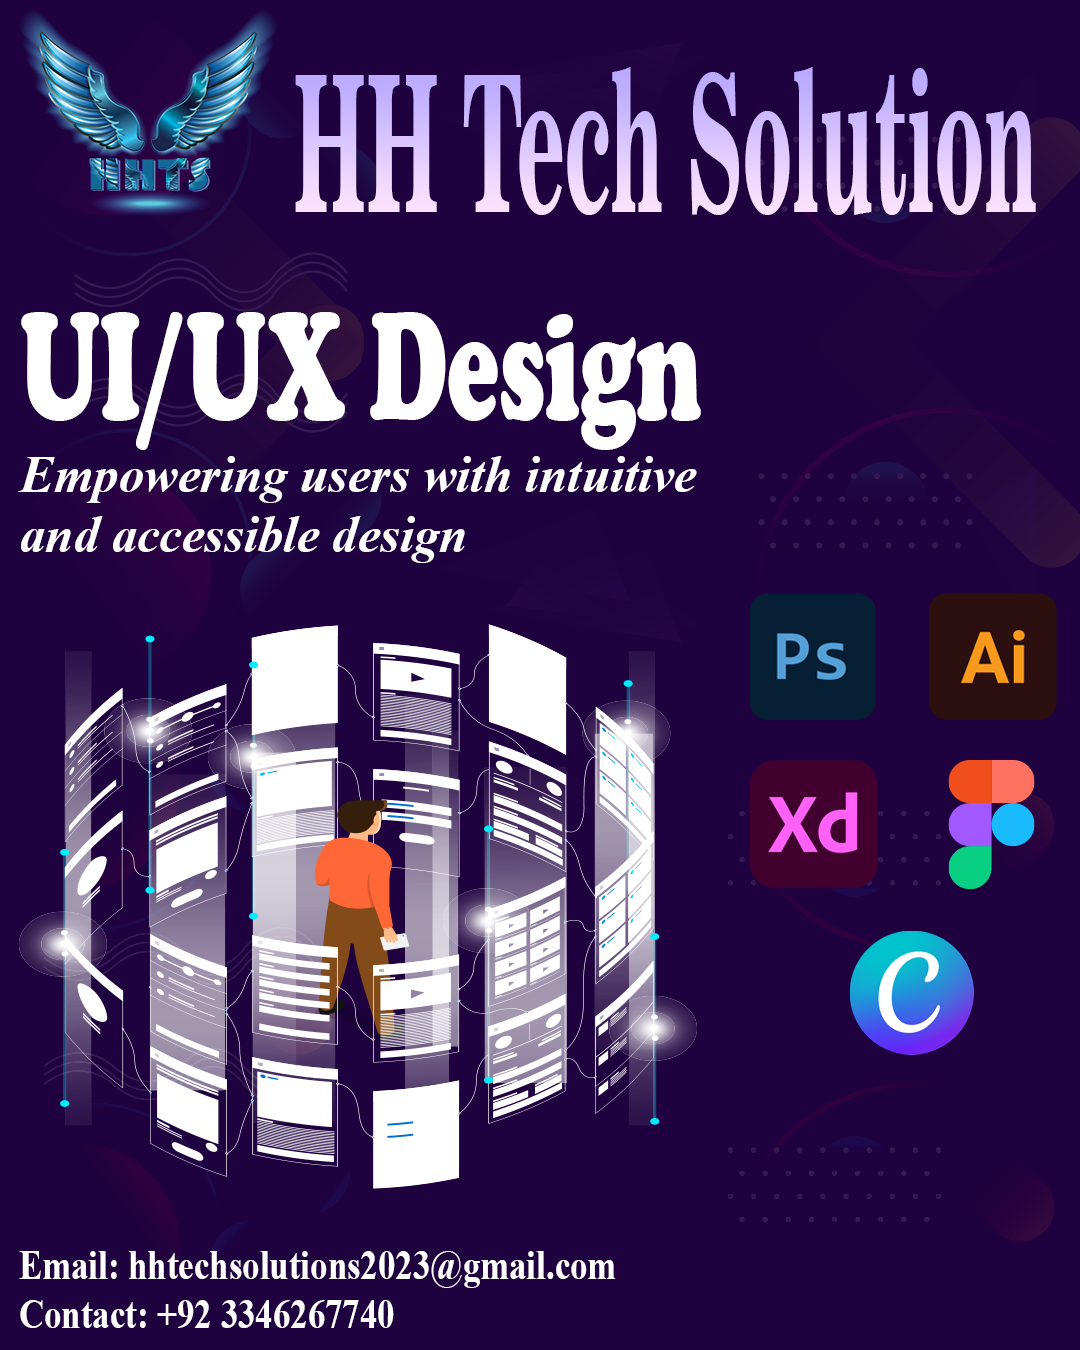 HHTS
HH Tech Solution
UI/UX Design
Empowering users with intuitive
and accessible design
Ps
Ai
Xd
C
Email: hhtechsolutions2023@gmail.com
Contact: +92 3346267740